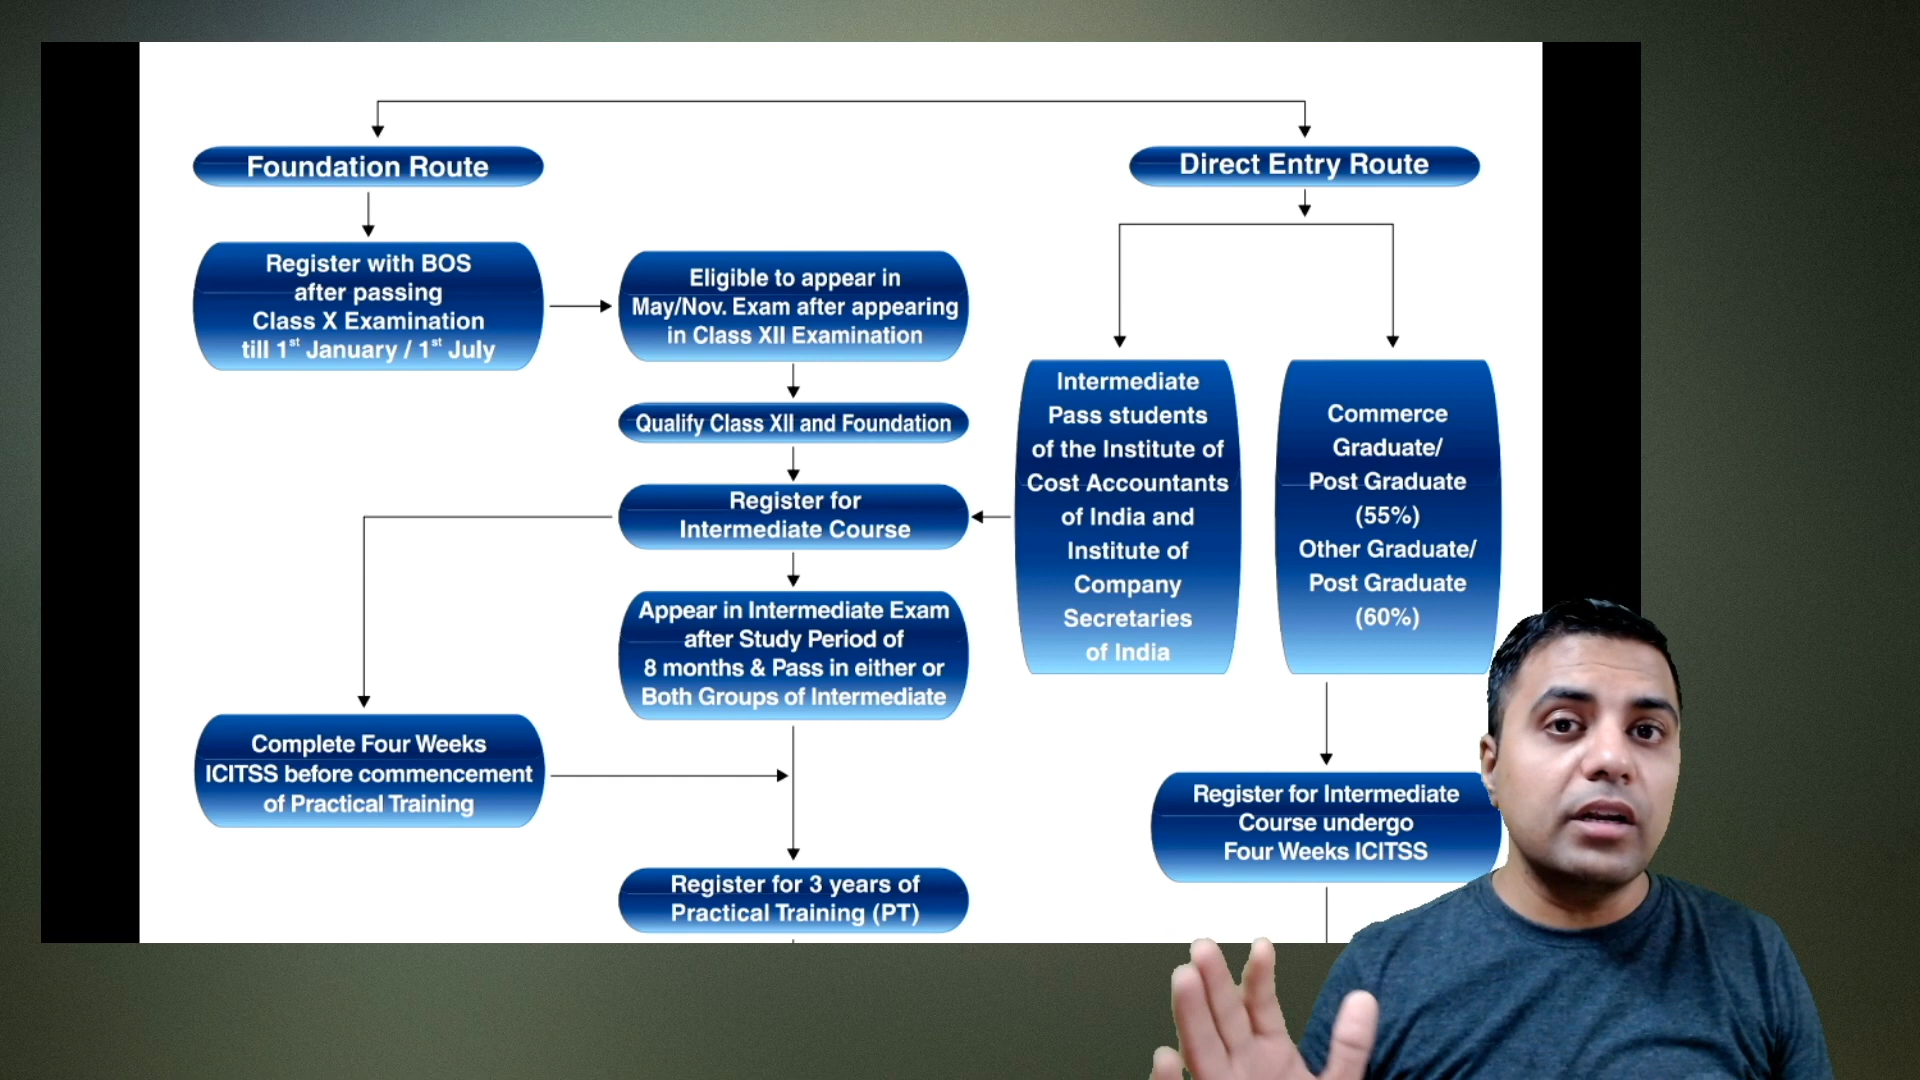 Foundation Route
Direct Entry Route
Register with BOS
after passing
Class X Examination
till 1st January / 1st July
Eligible to appear in
May/Nov. Exam after appearing
in Class XII Examination
Qualify Class XII and Foundation
Register for
Intermediate Course
Appear in Intermediate Exam
after Study Period of
8 months & Pass in either or
Both Groups of Intermediate
Complete Four Weeks
ICITSS before commencement
of Practical Training
Register for 3 years of
Practical Training (PT)
Intermediate
Pass students
of the Institute of
Cost Accountants
of India and
Institute of
Company
Secretaries
of India
Commerce
Graduate/
Post Graduate
(55%)
Other Graduate/
Post Graduate
(60%)
Register for Intermediate
Course undergo
Four Weeks ICITSS